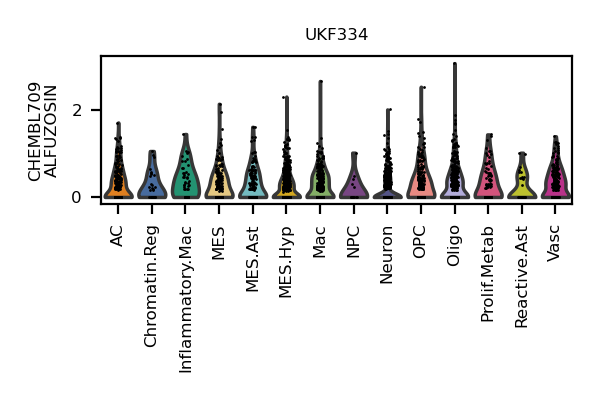 UKF334
CHEMBL709
ALFUZOSIN
2
0
AC
Chromatin.Reg
Inflammatory.Mac
MES
MES.Ast
MES.Hyp
Mac
NPC
Neuron
OPC
Oligo
Prolif.Metab
Reactive.Ast
Vasc